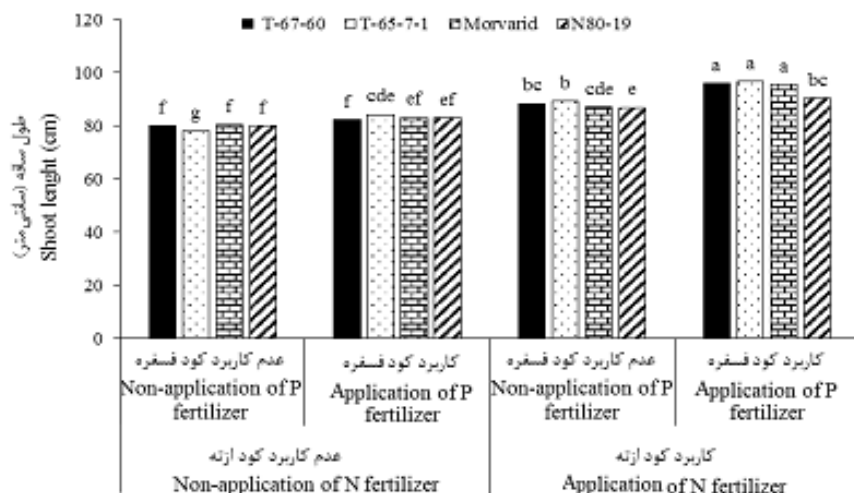 120
T-67-60 T-65-7-1 Morvarid N80-19
100
80
60
40
20
0
طول ساقه (سانتی‌متر)
Shoot lenght (cm)
f g f f f cde ef ef bc b cde e a a a bc
عدم کاربرد کود فسفره
Non-application of P
fertilizer
کاربرد کود فسفره
Application of P
fertilizer
عدم کاربرد کود فسفره
Non-application of P
fertilizer
کاربرد کود فسفره
Application of P
fertilizer
عدم کاربرد کود ازته
Non-application of N fertilizer
کاربرد کود ازته
Application of N fertilizer